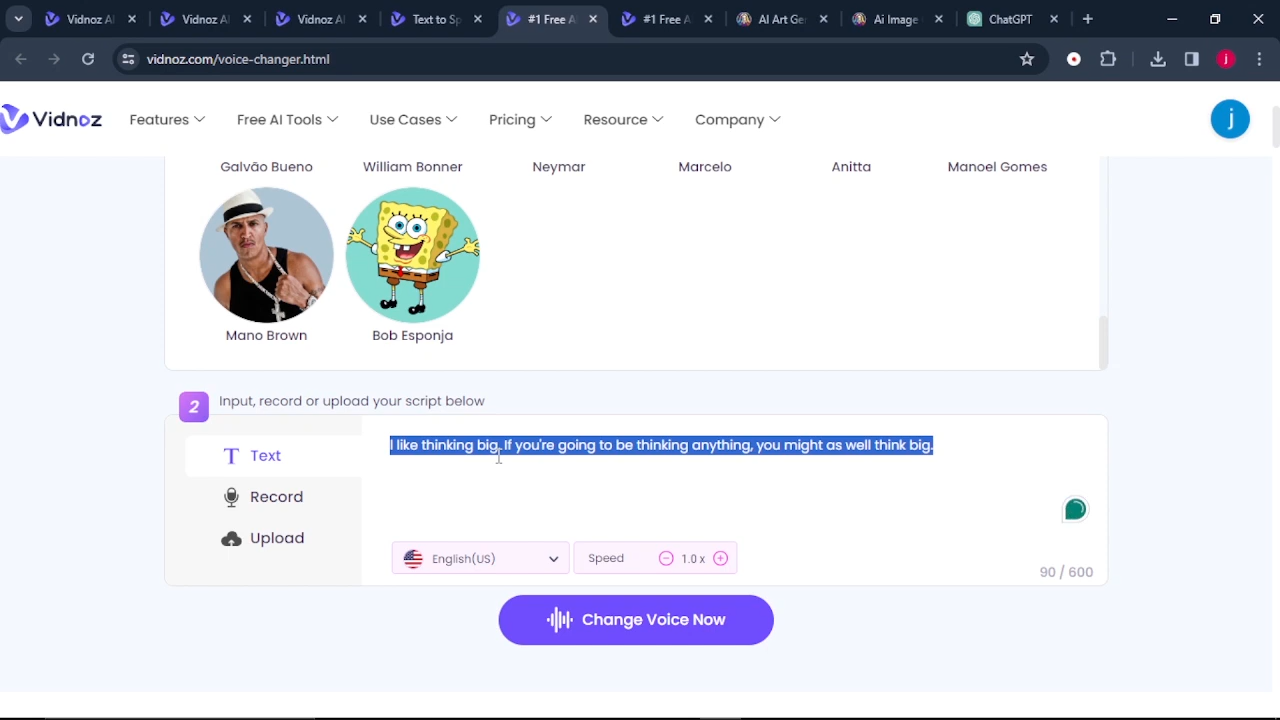 Vidnoz AI
Vidnoz AI
Vidnoz AI
Text to Sp
#1 Free A
#1 Free A
AI Art Ger
Ai Image
ChatGPT
vidnoz.com/voice-changer.html
j
Vidnoz
Features
Free AI Tools
Use Cases
Pricing
Resource
Company
j
Galvão Bueno
William Bonner
Neymar
Marcelo
Anitta
Manoel Gomes
Mano Brown
Bob Esponja
2
Input, record or upload your script below
Text
Record
Upload
I like thinking big. If you're going to be thinking anything, you might as well think big.
English(US)
Speed
1.0 x
90 / 600
Change Voice Now